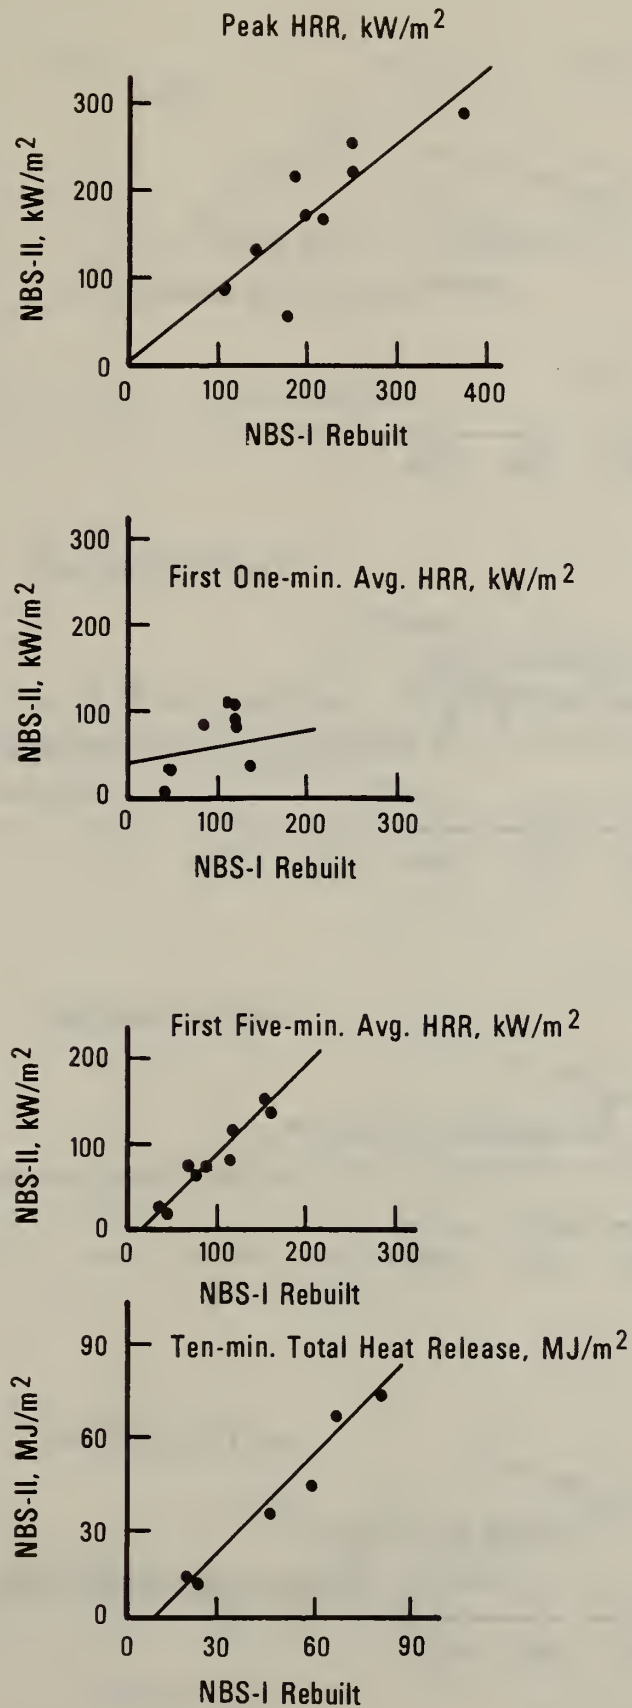 Peak HRR, kW/m²
NBS-II, kW/m²
300
200
100
0
0 100 200 300 400
NBS-I Rebuilt
First One-min. Avg. HRR, kW/m²
NBS-II, kW/m²
300
200
100
0
0 100 200 300
NBS-I Rebuilt
First Five-min. Avg. HRR, kW/m²
NBS-II, kW/m²
200
100
0
0 100 200 300
NBS-I Rebuilt
Ten-min. Total Heat Release, MJ/m²
NBS-II, MJ/m²
90
60
30
0
0 30 60 90
NBS-I Rebuilt